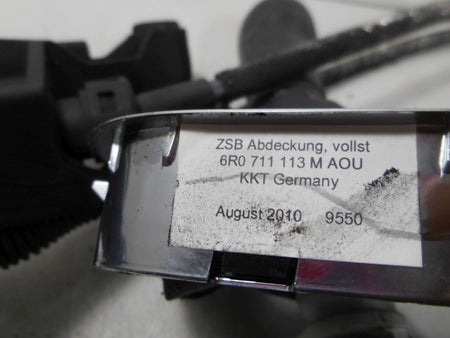 ZSB Abdeckung, vollst
6R0 711 113 M AOU
KKT Germany
August 2010 9550